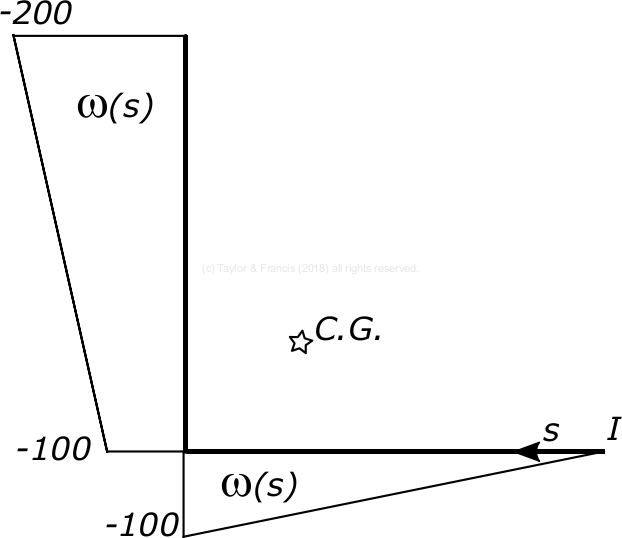 -200
ω(s)
(c) Taylor & Francis (2018) all rights reserved.
C.G.
s I
-100
ω(s)
-100